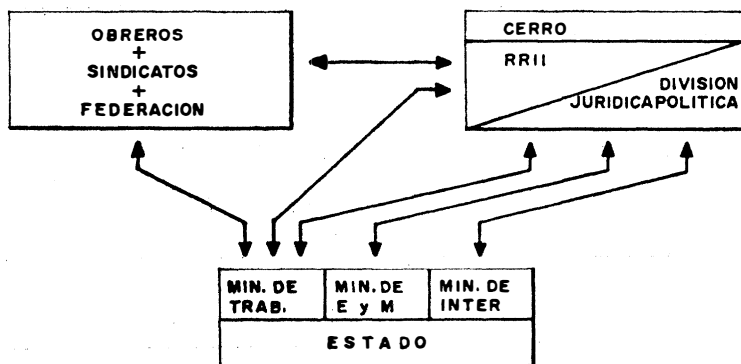 OBREROS
+
SINDICATOS
+
FEDERACION
CERRO
RRII
DIVISION
JURIDICAPOLITICA
MIN. DE
TRAB.
MIN. DE
E y M
MIN. DE
INTER
ESTADO